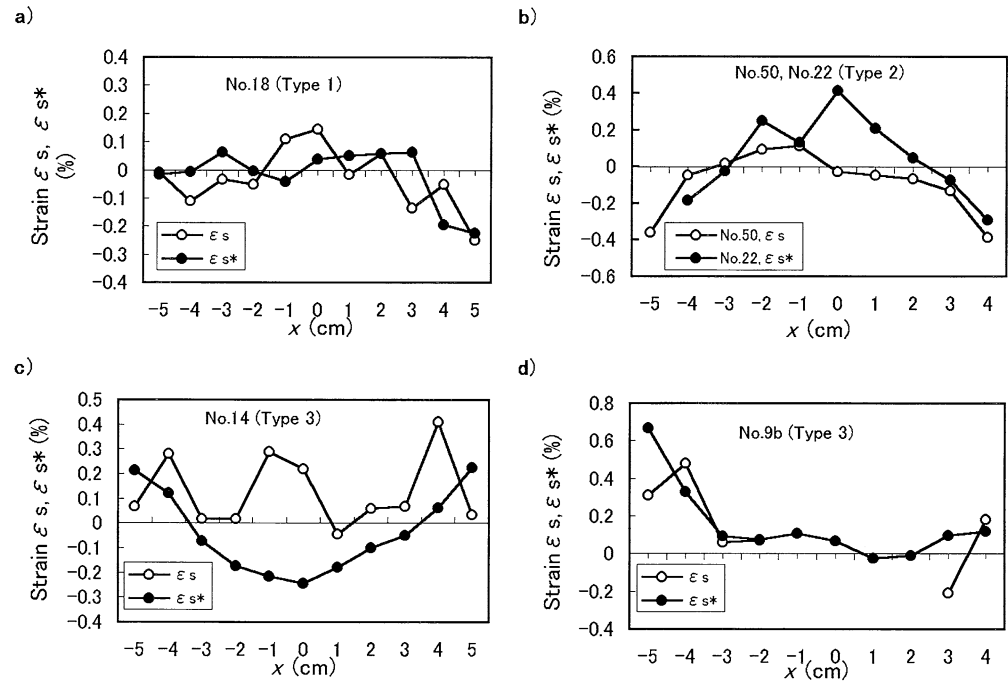 a)
Strain ε s, ε s*
(%)
0.4
0.3
0.2
0.1
0
-0.1
-0.2
-0.3
-0.4
No.18 (Type 1)
ε s
ε s*
-5 -4 -3 -2 -1 0 1 2 3 4 5
x (cm)
b)
Strain ε s, ε s* (%)
0.6
0.4
0.2
0
-0.2
-0.4
-0.6
No.50, No.22 (Type 2)
No.50, ε s
No.22, ε s*
-5 -4 -3 -2 -1 0 1 2 3 4
x (cm)
c)
Strain ε s, ε s* (%)
0.5
0.4
0.3
0.2
0.1
0
-0.1
-0.2
-0.3
-0.4
No.14 (Type 3)
ε s
ε s*
-5 -4 -3 -2 -1 0 1 2 3 4 5
x (cm)
d)
Strain ε s, ε s* (%)
0.8
0.6
0.4
0.2
0
-0.2
-0.4
No.9b (Type 3)
ε s
ε s*
-5 -4 -3 -2 -1 0 1 2 3 4
x (cm)